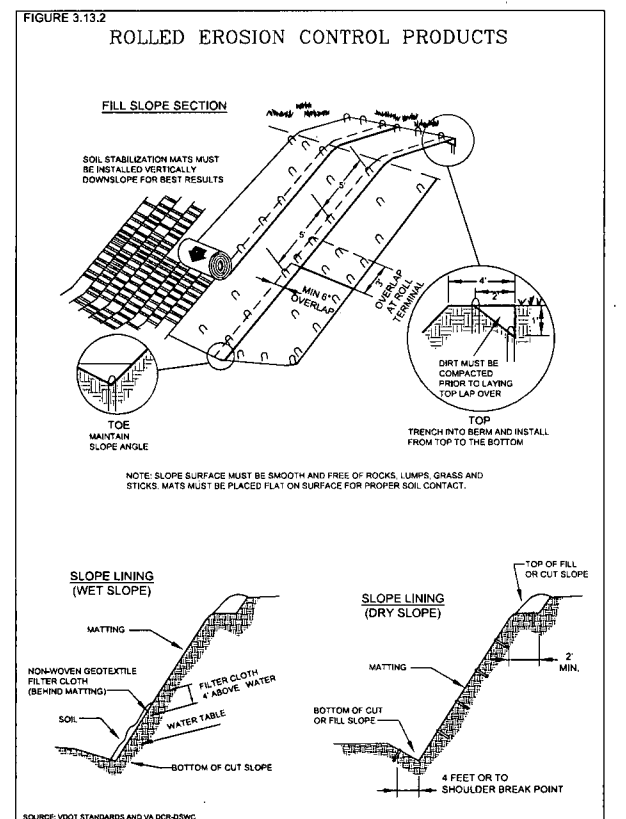 FIGURE 3.13.2
ROLLED EROSION CONTROL PRODUCTS
FILL SLOPE SECTION
SOIL STABILIZATION MATS MUST
BE INSTALLED VERTICALLY
DOWNSLOPE FOR BEST RESULTS
5'
5'
MIN 6"
OVERLAP
3'
OVERLAP
AT ROLL
TERMINAL
4'
2'
1'
DIRT MUST BE
COMPACTED
PRIOR TO LAYING
TOP LAP OVER
TOP
TRENCH INTO BERM AND INSTALL
FROM TOP TO THE BOTTOM
TOE
MAINTAIN
SLOPE ANGLE
NOTE: SLOPE SURFACE MUST BE SMOOTH AND FREE OF ROCKS, LUMPS, GRASS AND
STICKS. MATS MUST BE PLACED FLAT ON SURFACE FOR PROPER SOIL CONTACT.
SLOPE LINING
(WET SLOPE)
MATTING
NON-WOVEN GEOTEXTILE
FILTER CLOTH
(BEHIND MATTING)
SOIL
FILTER CLOTH
4' ABOVE WATER
WATER TABLE
BOTTOM OF CUT SLOPE
SLOPE LINING
(DRY SLOPE)
TOP OF FILL
OR CUT SLOPE
2'
MIN.
MATTING
BOTTOM OF CUT
OR FILL SLOPE
4 FEET OR TO
SHOULDER BREAK POINT
SOURCE: VDOT STANDARDS AND VA DCR-DSWC